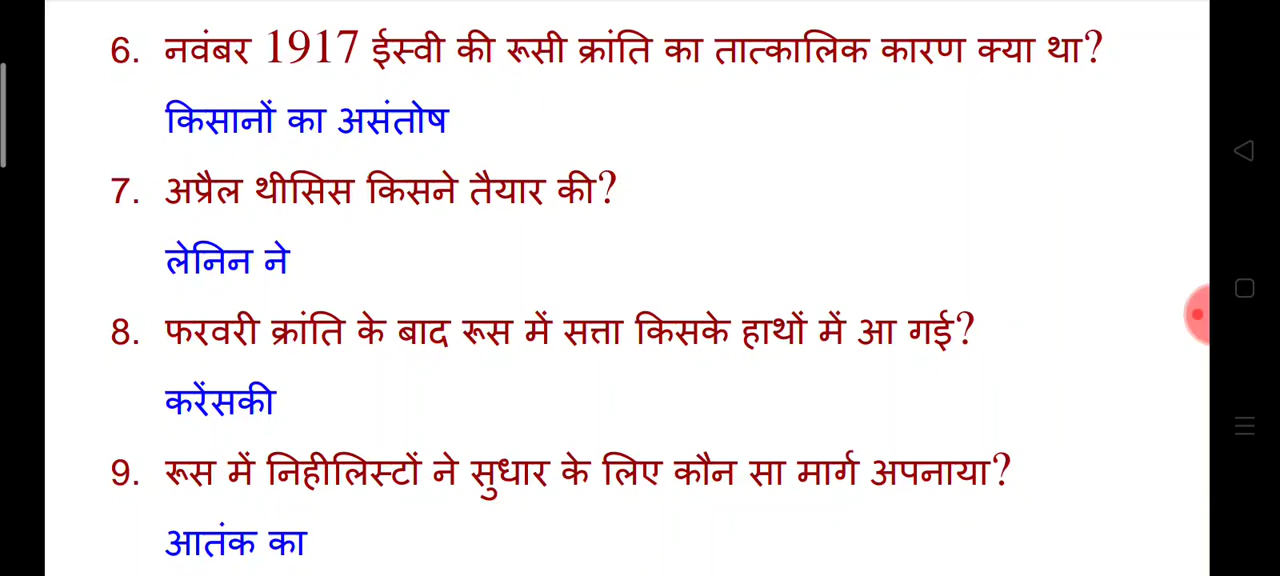 6. नवंबर 1917 ईस्वी की रूसी क्रांति का तात्कालिक कारण क्या था?
किसानों का असंतोष
7. अप्रैल थीसिस किसने तैयार की?
लेनिन ने
8. फरवरी क्रांति के बाद रूस में सत्ता किसके हाथों में आ गई?
करेंसकी
9. रूस में निहीलिस्टों ने सुधार के लिए कौन सा मार्ग अपनाया?
आतंक का